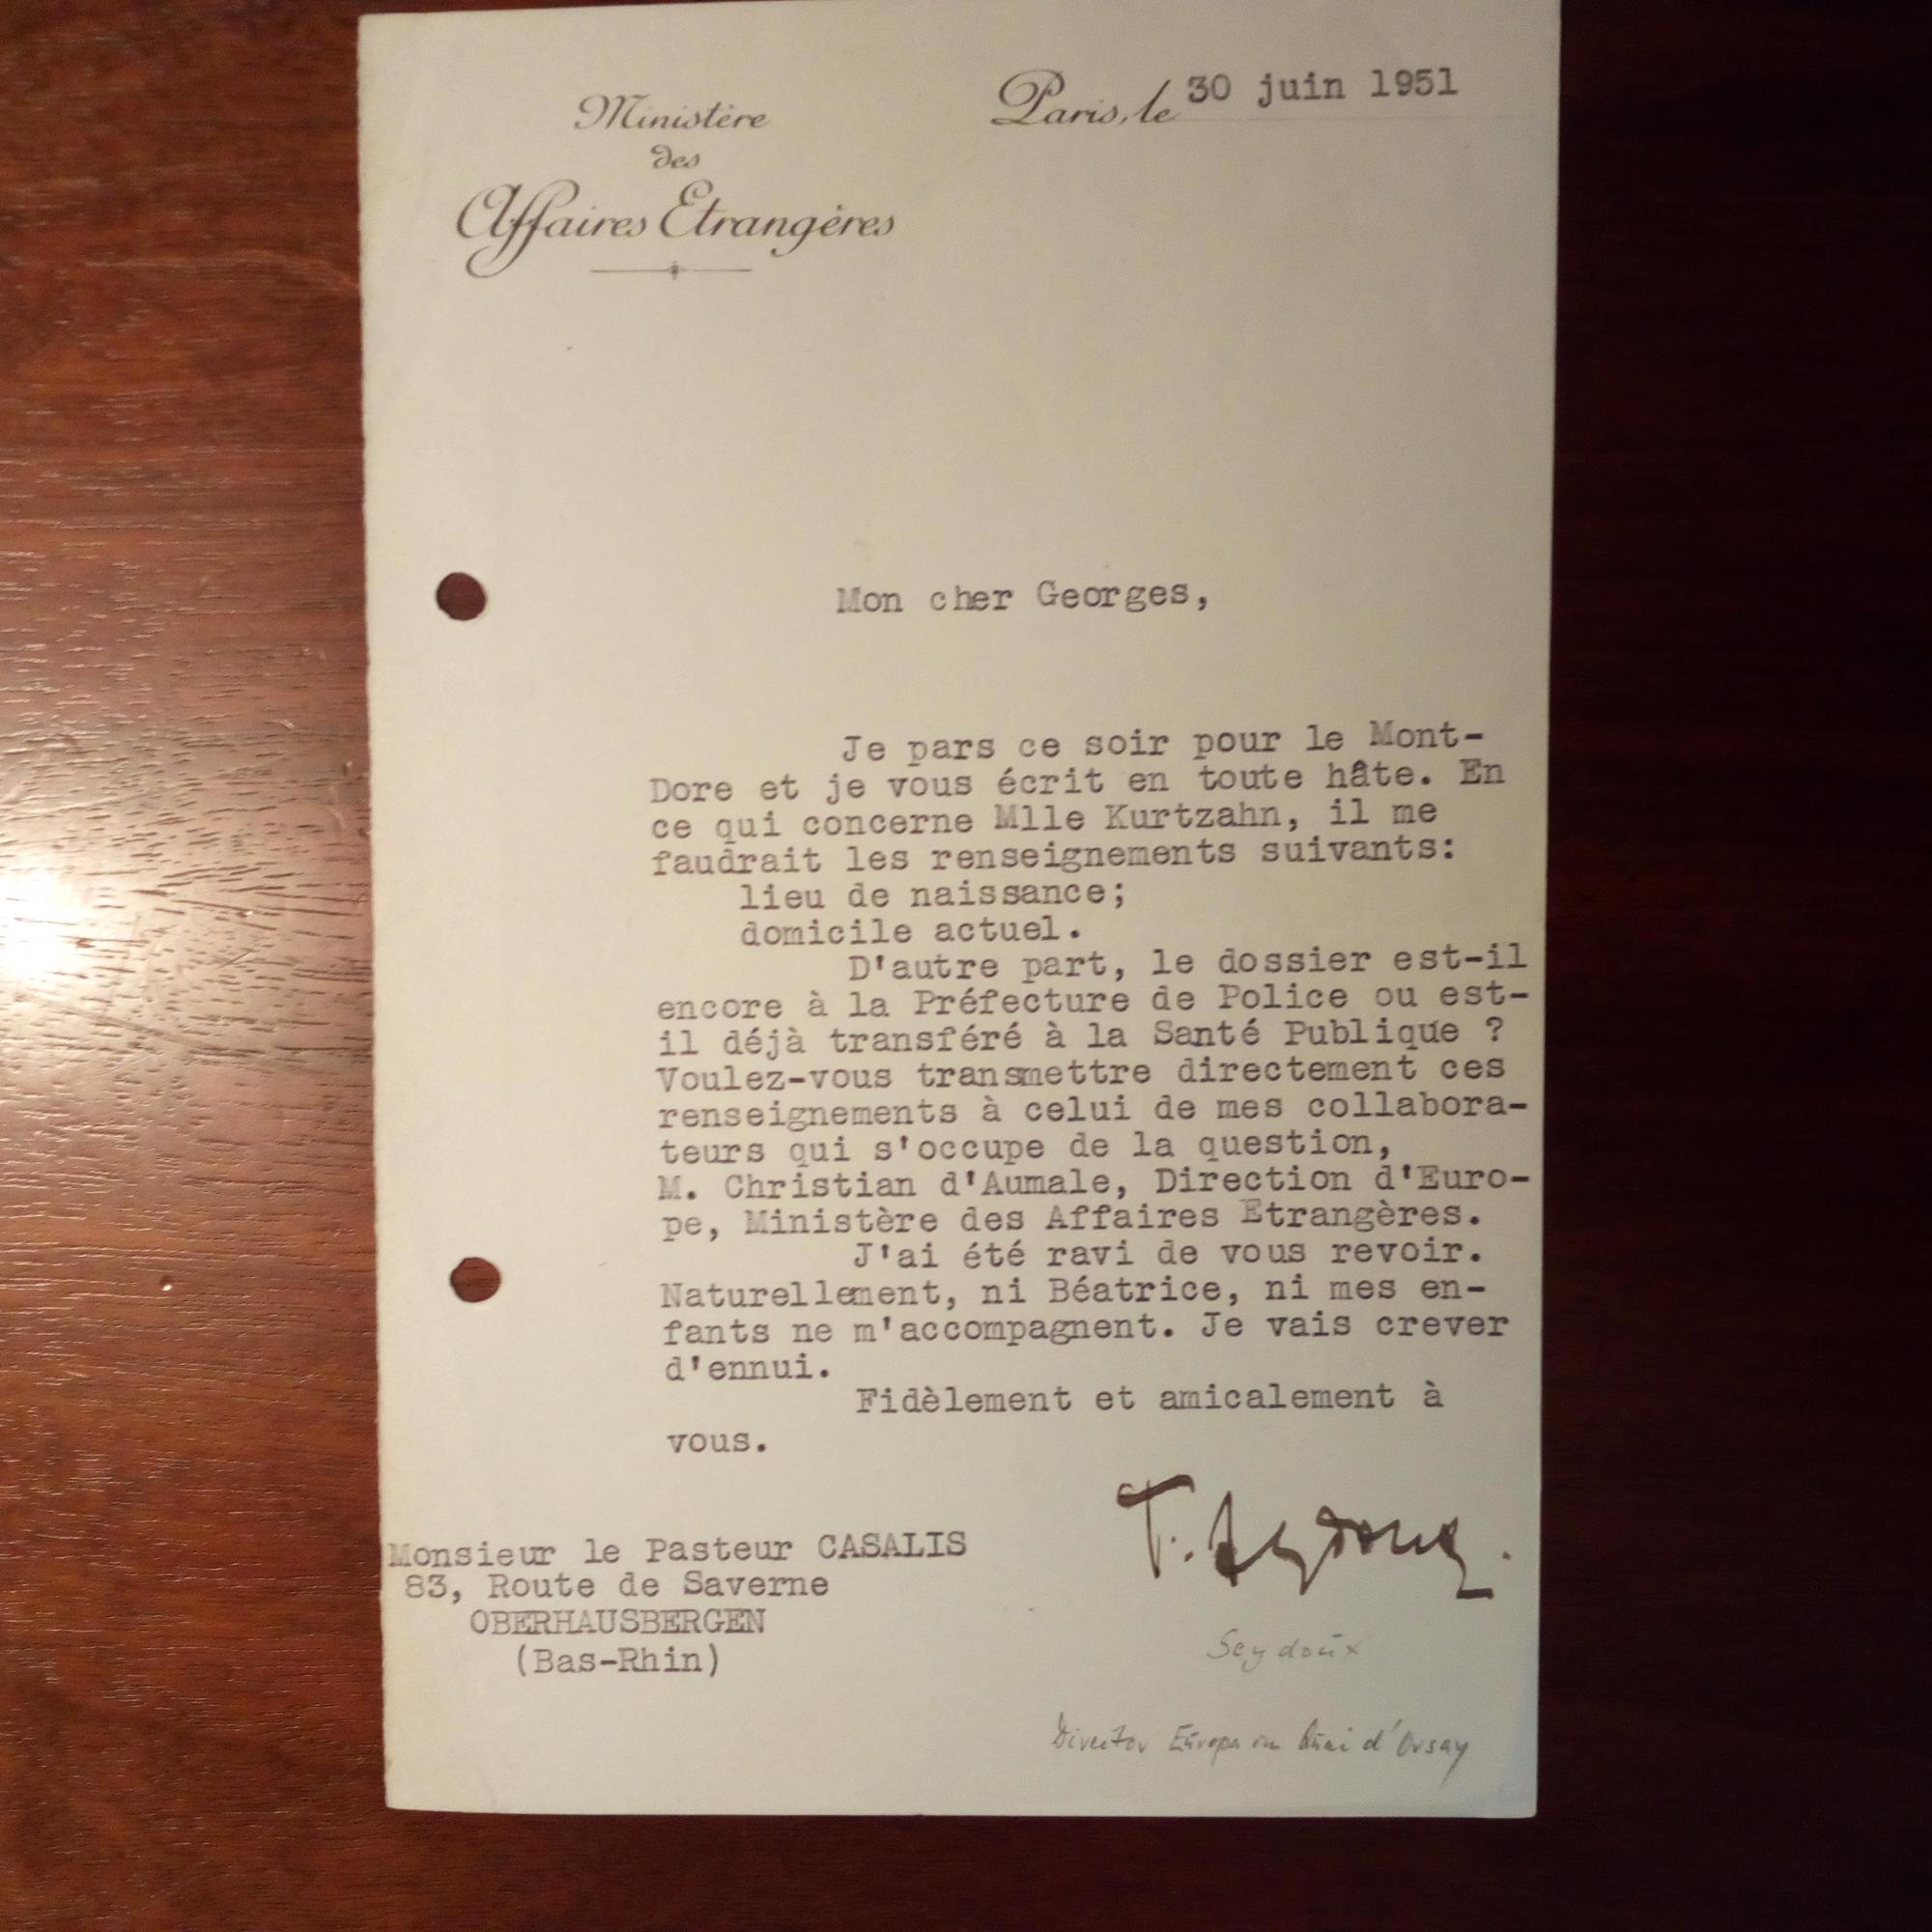 Ministère
des
Affaires Etrangères
Paris, le 30 juin 1951
Mon cher Georges,
Je pars ce soir pour le Mont-
Dore et je vous écrit en toute hâte. En
ce qui concerne Mlle Kurtzahn, il me
faudrait les renseignements suivants:
lieu de naissance;
domicile actuel.
D'autre part, le dossier est-il
encore à la Préfecture de Police ou est-
il déjà transféré à la Santé Publique ?
Voulez-vous transmettre directement ces
renseignements à celui de mes collabora-
teurs qui s'occupe de la question,
M. Christian d'Aumale, Direction d'Euro-
pe, Ministère des Affaires Etrangères.
J'ai été ravi de vous revoir.
Naturellement, ni Béatrice, ni mes en-
fants ne m'accompagnent. Je vais crever
d'ennui.
Fidèlement et amicalement à
vous.
F. Seydoux.
Monsieur le Pasteur CASALIS
83, Route de Saverne
OBERHAUSBERGEN
(Bas-Rhin)
Seydoux
Direktor Europa im Quai d'Orsay